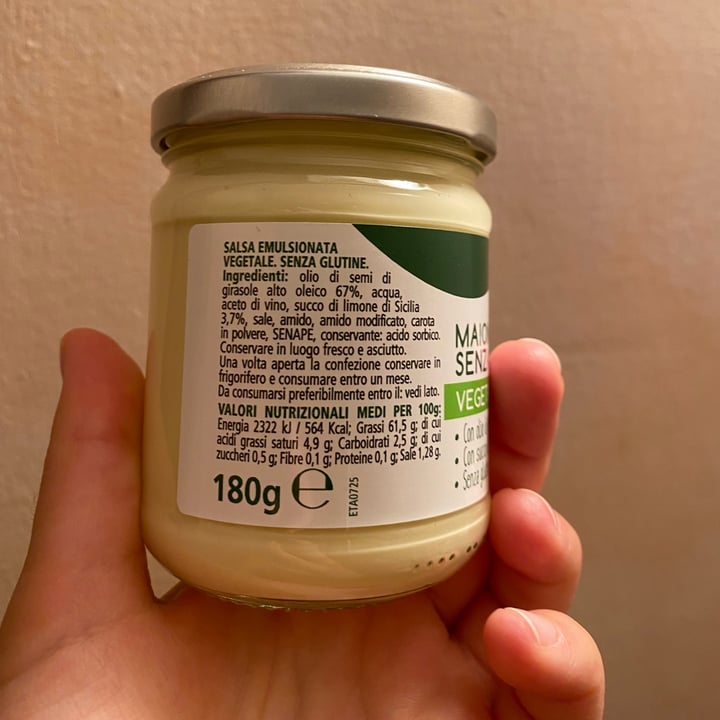 SALSA EMULSIONATA
VEGETALE. SENZA GLUTINE.
Ingredienti: olio di semi di
girasole alto oleico 67%, acqua,
aceto di vino, succo di limone di Sicilia
3,7%, sale, amido, amido modificato, carota
in polvere, SENAPE, conservante: acido sorbico.
Conservare in luogo fresco e asciutto.
Una volta aperta la confezione conservare in
frigorifero e consumare entro un mese.
Da consumarsi preferibilmente entro il: vedi lato.
VALORI NUTRIZIONALI MEDI PER 100g:
Energia 2322 kJ / 564 Kcal; Grassi 61,5 g; di cui
acidi grassi saturi 4,9 g; Carboidrati 2,5 g; di cui
zuccheri 0,5 g; Fibre 0,1 g; Proteine 0,1 g; Sale 1,28 g.
180g ℮
ETA0725
MAIO
SENZ
VEGET
• Con
• Con
• Senza